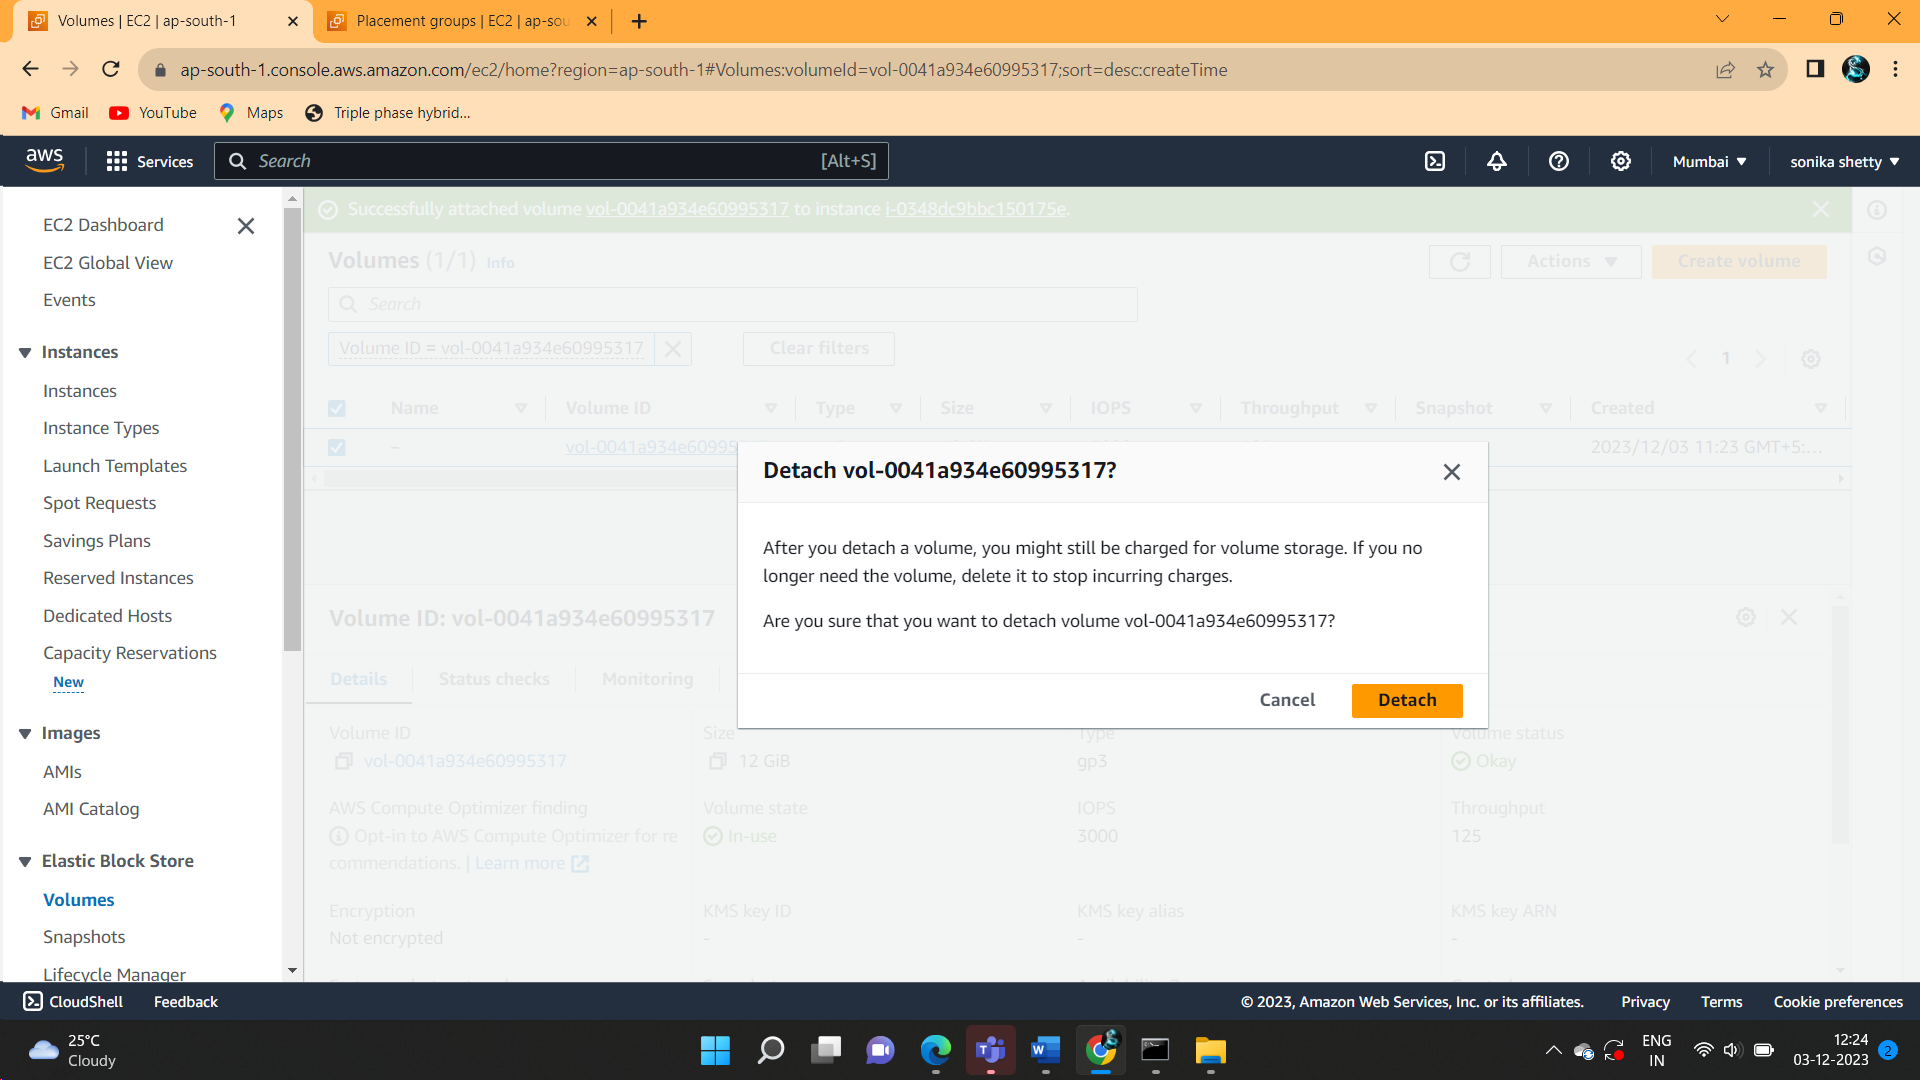 Volumes | EC2 | ap-south-1
Placement groups | EC2 | ap-sou
ap-south-1.console.aws.amazon.com/ec2/home?region=ap-south-1#Volumes:volumeId=vol-0041a934e60995317;sort=desc:createTime
Gmail
YouTube
Maps
Triple phase hybrid...
aws
Services
Search
[Alt+S]
Mumbai
sonika shetty
EC2 Dashboard
EC2 Global View
Events
Instances
Instances
Instance Types
Launch Templates
Spot Requests
Savings Plans
Reserved Instances
Dedicated Hosts
Capacity Reservations
New
Images
AMIs
AMI Catalog
Elastic Block Store
Volumes
Snapshots
Lifecycle Manager
Successfully attached volume vol-0041a934e60995317 to instance i-0348dc9bbc150175e.
Volumes (1/1) Info
Actions
Create volume
Search
Volume ID = vol-0041a934e60995317
Clear filters
1
Name
Volume ID
Type
Size
IOPS
Throughput
Snapshot
Created
–
vol-0041a934e60995
2023/12/03 11:23 GMT+5:...
Detach vol-0041a934e60995317?
After you detach a volume, you might still be charged for volume storage. If you no
longer need the volume, delete it to stop incurring charges.
Are you sure that you want to detach volume vol-0041a934e60995317?
Cancel
Detach
Volume ID: vol-0041a934e60995317
Details
Status checks
Monitoring
Volume ID
vol-0041a934e60995317
Size
12 GiB
Type
gp3
Volume status
Okay
AWS Compute Optimizer finding
Opt-in to AWS Compute Optimizer for re
commendations. | Learn more
Volume state
In-use
IOPS
3000
Throughput
125
Encryption
Not encrypted
KMS key ID
-
KMS key alias
-
KMS key ARN
-
CloudShell
Feedback
© 2023, Amazon Web Services, Inc. or its affiliates.
Privacy
Terms
Cookie preferences
25°C
Cloudy
ENG
IN
12:24
03-12-2023
2